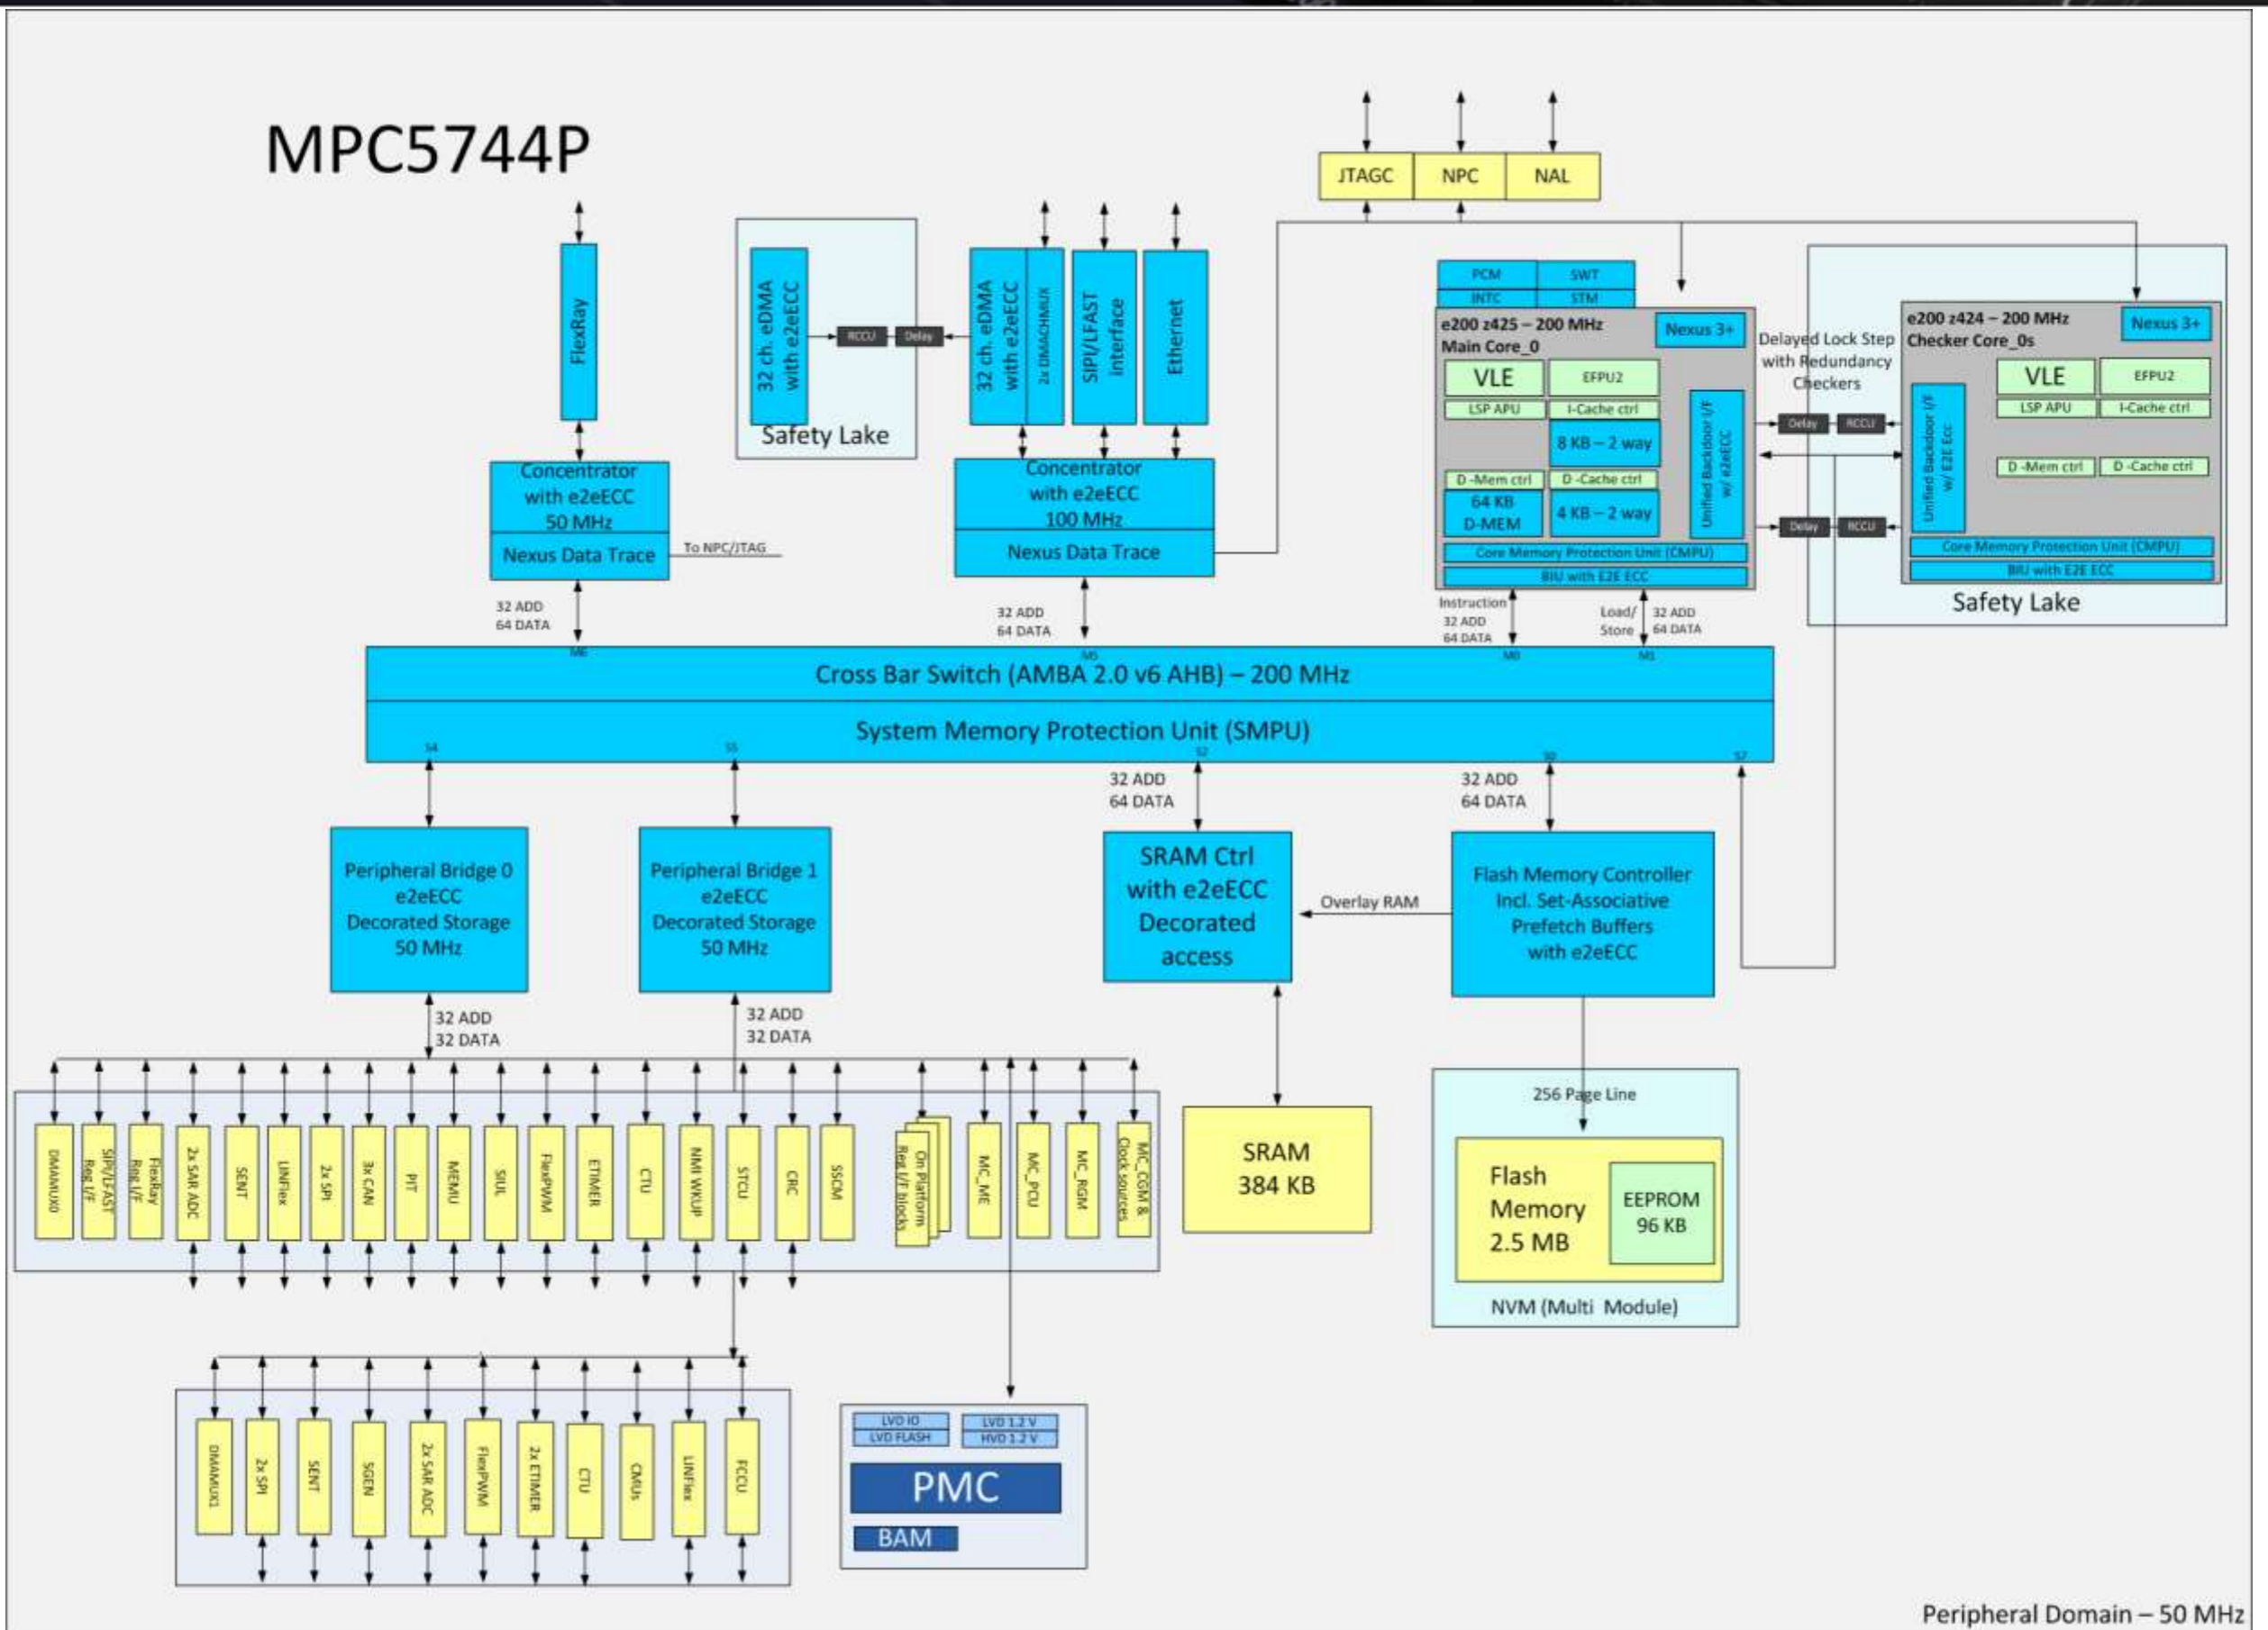 MPC5744P
JTAGC
NPC
NAL
FlexRay
32 ch. eDMA
with e2eECC
RCCU
Delay
Safety Lake
32 ch. eDMA
with e2eECC
2x DMACHMUX
SIPI/LFAST
interface
Ethernet
PCM
SWT
INTC
STM
e200 z425 – 200 MHz
Main Core_0
Nexus 3+
VLE
EFPU2
LSP APU
I-Cache ctrl
8 KB – 2 way
D -Mem ctrl
D -Cache ctrl
64 KB
D-MEM
4 KB – 2 way
Unified Backdoor I/F
w/ e2eECC
Core Memory Protection Unit (CMPU)
BIU with E2E ECC
Delayed Lock Step
with Redundancy
Checkers
Delay
RCCU
Delay
RCCU
e200 z424 – 200 MHz
Checker Core_0s
Nexus 3+
VLE
EFPU2
LSP APU
I-Cache ctrl
D -Mem ctrl
D -Cache ctrl
Unified Backdoor I/F
w/ E2E Ecc
Core Memory Protection Unit (CMPU)
BIU with E2E ECC
Safety Lake
Concentrator
with e2eECC
50 MHz
Nexus Data Trace
To NPC/JTAG
Concentrator
with e2eECC
100 MHz
Nexus Data Trace
32 ADD
64 DATA
32 ADD
64 DATA
Instruction
32 ADD
64 DATA
Load/
Store
32 ADD
64 DATA
M6
M5
M0
M1
Cross Bar Switch (AMBA 2.0 v6 AHB) – 200 MHz
System Memory Protection Unit (SMPU)
S4
S5
S2
S0
S7
32 ADD
64 DATA
32 ADD
64 DATA
Peripheral Bridge 0
e2eECC
Decorated Storage
50 MHz
Peripheral Bridge 1
e2eECC
Decorated Storage
50 MHz
SRAM Ctrl
with e2eECC
Decorated
access
Overlay RAM
Flash Memory Controller
Incl. Set-Associative
Prefetch Buffers
with e2eECC
32 ADD
32 DATA
32 ADD
32 DATA
DMAMUX0
SIPI/LFAST
Reg I/F
FlexRay
Reg I/F
2x SAR ADC
SENT
LINFlex
2x SPI
3x CAN
PIT
MEMU
SIUL
FlexPWM
ETIMER
CTU
NMI WKUP
STCU
CRC
SSCM
On Platform
Reg I/F blocks
MC_ME
MC_PCU
MC_RGM
MC_CGM &
Clock sources
SRAM
384 KB
256 Page Line
Flash
Memory
2.5 MB
EEPROM
96 KB
NVM (Multi Module)
DMAMUX1
2x SPI
SENT
SGEN
2x SAR ADC
FlexPWM
2x ETIMER
CTU
CMUs
LINFlex
FCCU
LVD IO
LVD FLASH
LVD 1.2 V
HVD 1.2 V
PMC
BAM
Peripheral Domain – 50 MHz